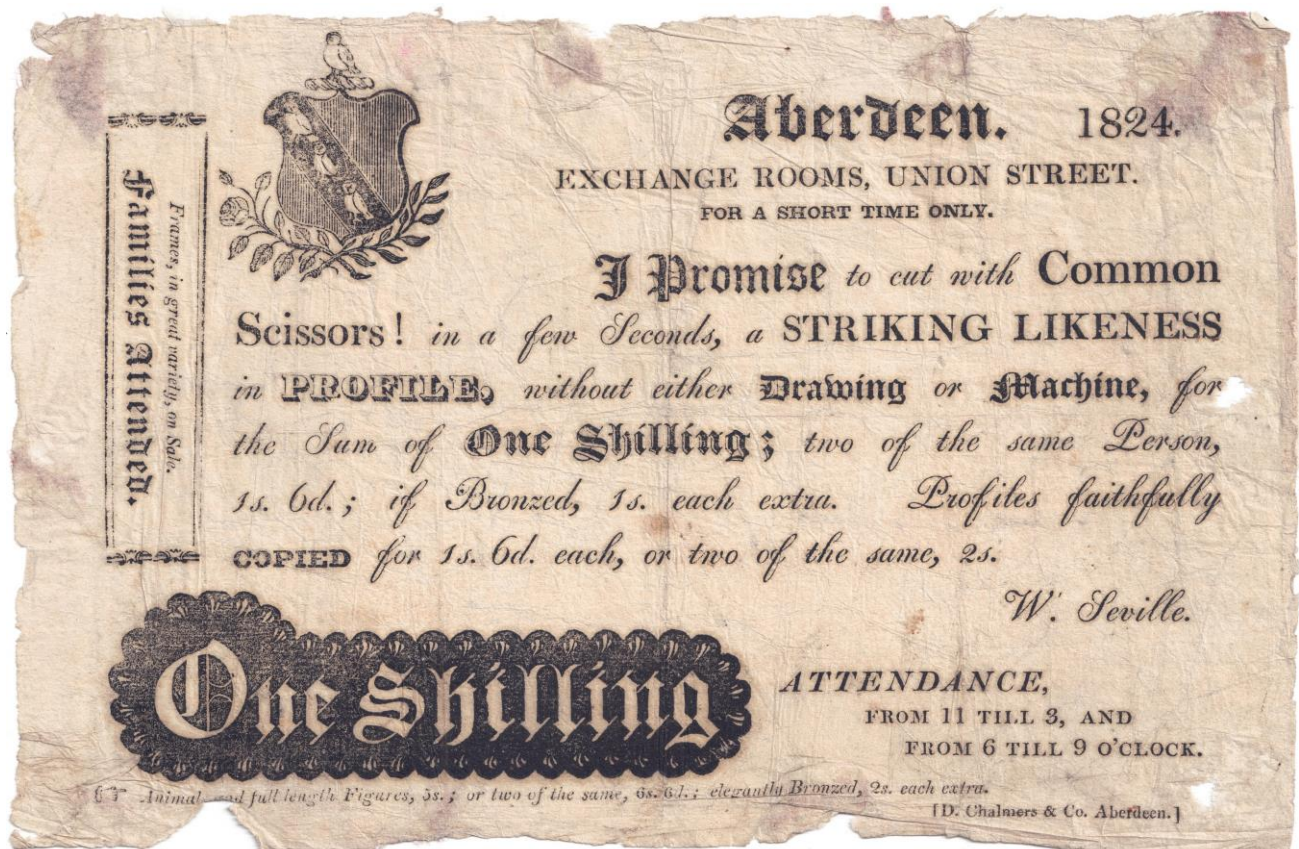 Aberdeen. 1824.
EXCHANGE ROOMS, UNION STREET.
FOR A SHORT TIME ONLY.
I Promise to cut with Common
Scissors! in a few Seconds, a STRIKING LIKENESS
in PROFILE, without either Drawing or Machine, for
the Sum of One Shilling; two of the same Person,
1s. 6d.; if Bronzed, 1s. each extra. Profiles faithfully
COPIED for 1s. 6d. each, or two of the same, 2s.
W. Seville.
Frames, in great variety, on Sale.
Families Attended.
One Shilling
ATTENDANCE,
FROM 11 TILL 3, AND
FROM 6 TILL 9 O'CLOCK.
☞ Animal and full length Figures, 5s.; or two of the same, 6s. 6d.; elegantly Bronzed, 2s. each extra.
[D. Chalmers & Co. Aberdeen.]